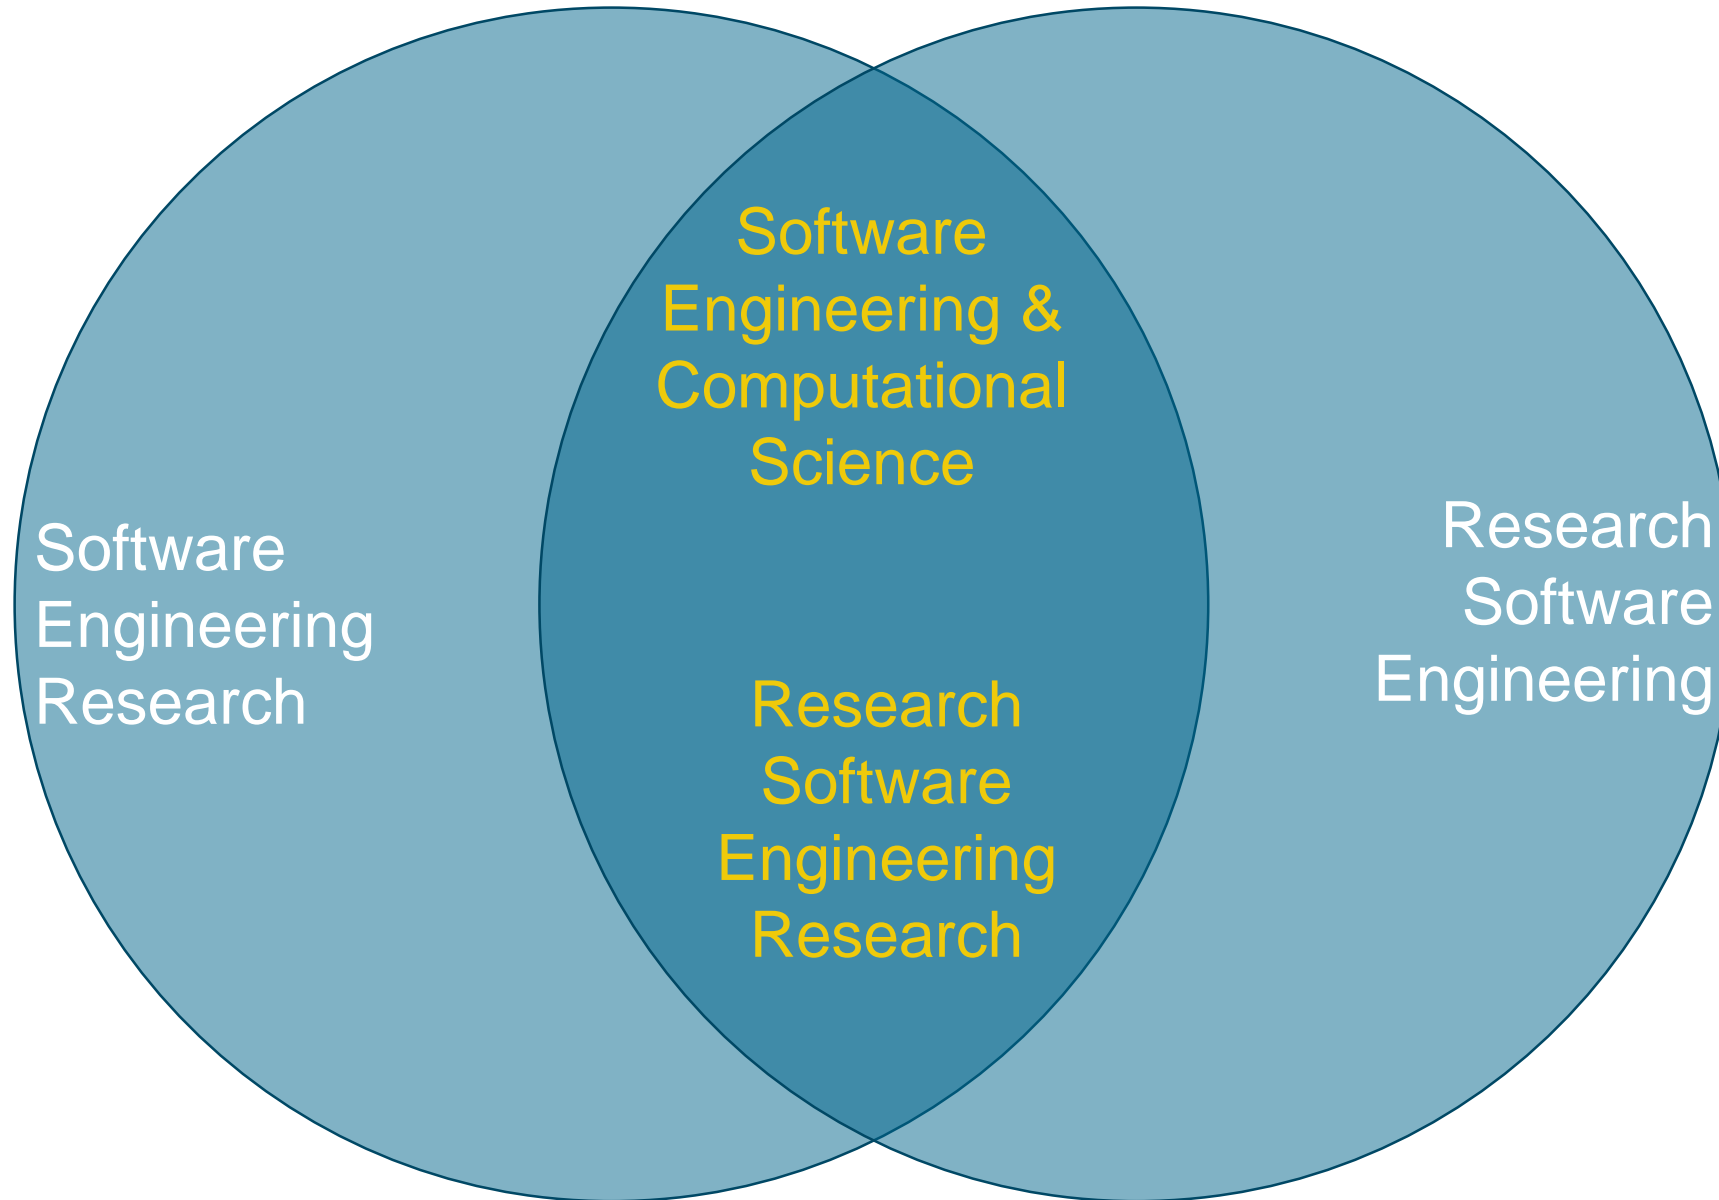 Software
Engineering
Research
Software
Engineering &
Computational
Science
Research
Software
Engineering
Research
Research
Software
Engineering